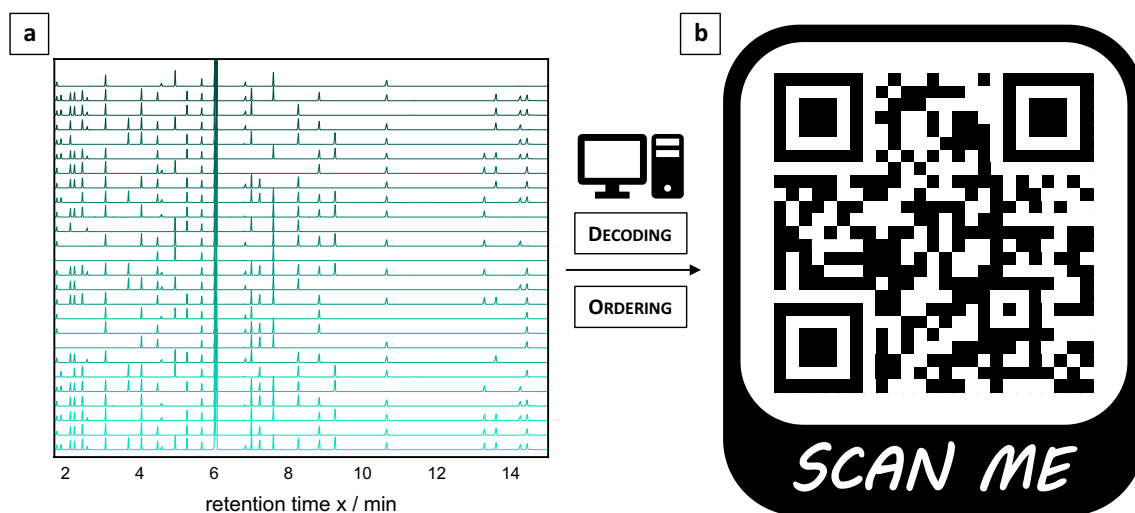 a
2
4
6
8
10
12
14
retention time x / min
DECODING
ORDERING
b
SCAN ME